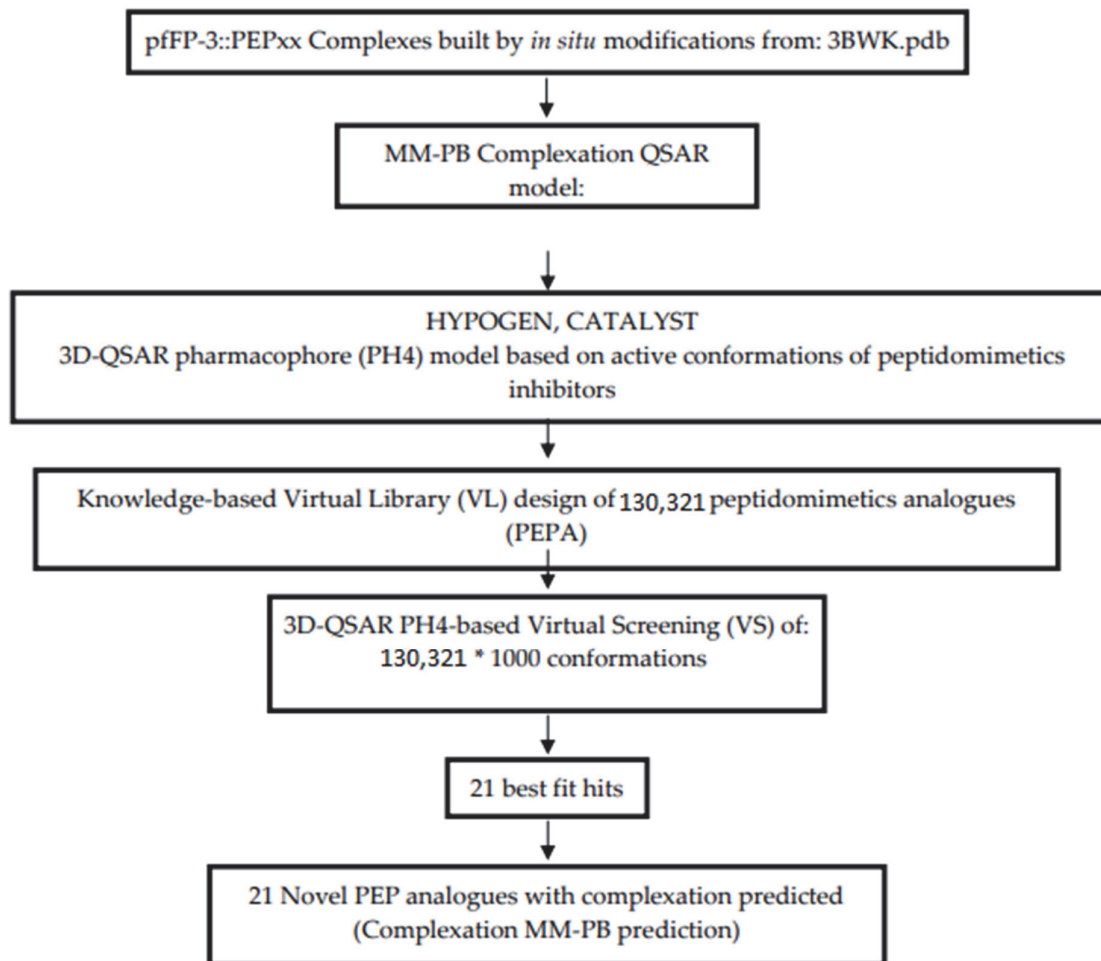 pfFP-3::PEPxx Complexes built by in situ modifications from: 3BWK.pdb
MM-PB Complexation QSAR
model:
HYPOGEN, CATALYST
3D-QSAR pharmacophore (PH4) model based on active conformations of peptidomimetics
inhibitors
Knowledge-based Virtual Library (VL) design of 130,321 peptidomimetics analogues
(PEPA)
3D-QSAR PH4-based Virtual Screening (VS) of:
130,321 * 1000 conformations
21 best fit hits
21 Novel PEP analogues with complexation predicted
(Complexation MM-PB prediction)